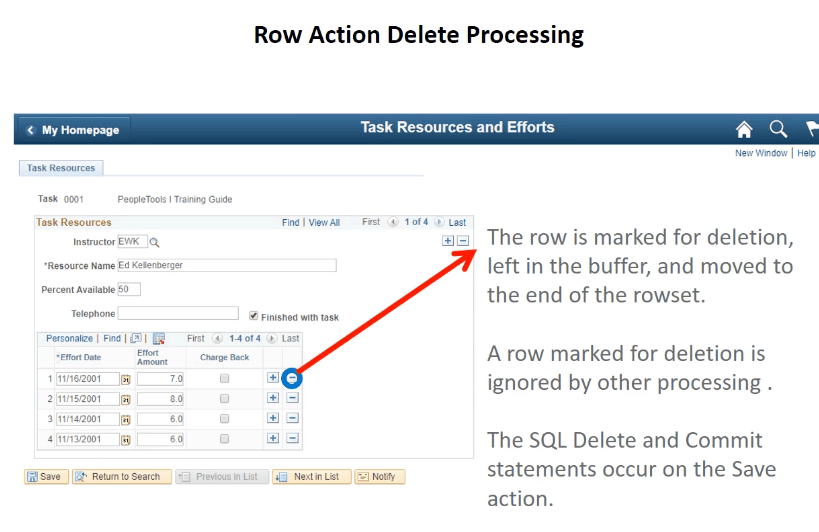 Row Action Delete Processing
My Homepage
Task Resources and Efforts
New Window | Help
Task Resources
Task 0001 PeopleTools I Training Guide
Task Resources Find | View All First 1 of 4 Last
Instructor EWK
*Resource Name Ed Kellenberger
Percent Available 50
Telephone Finished with task
Personalize | Find | | First 1-4 of 4 Last
*Effort Date Effort Amount Charge Back
1 11/16/2001 7.0
2 11/15/2001 8.0
3 11/14/2001 6.0
4 11/13/2001 6.0
Save Return to Search Previous in List Next in List Notify
The row is marked for deletion,
left in the buffer, and moved to
the end of the rowset.
A row marked for deletion is
ignored by other processing .
The SQL Delete and Commit
statements occur on the Save
action.